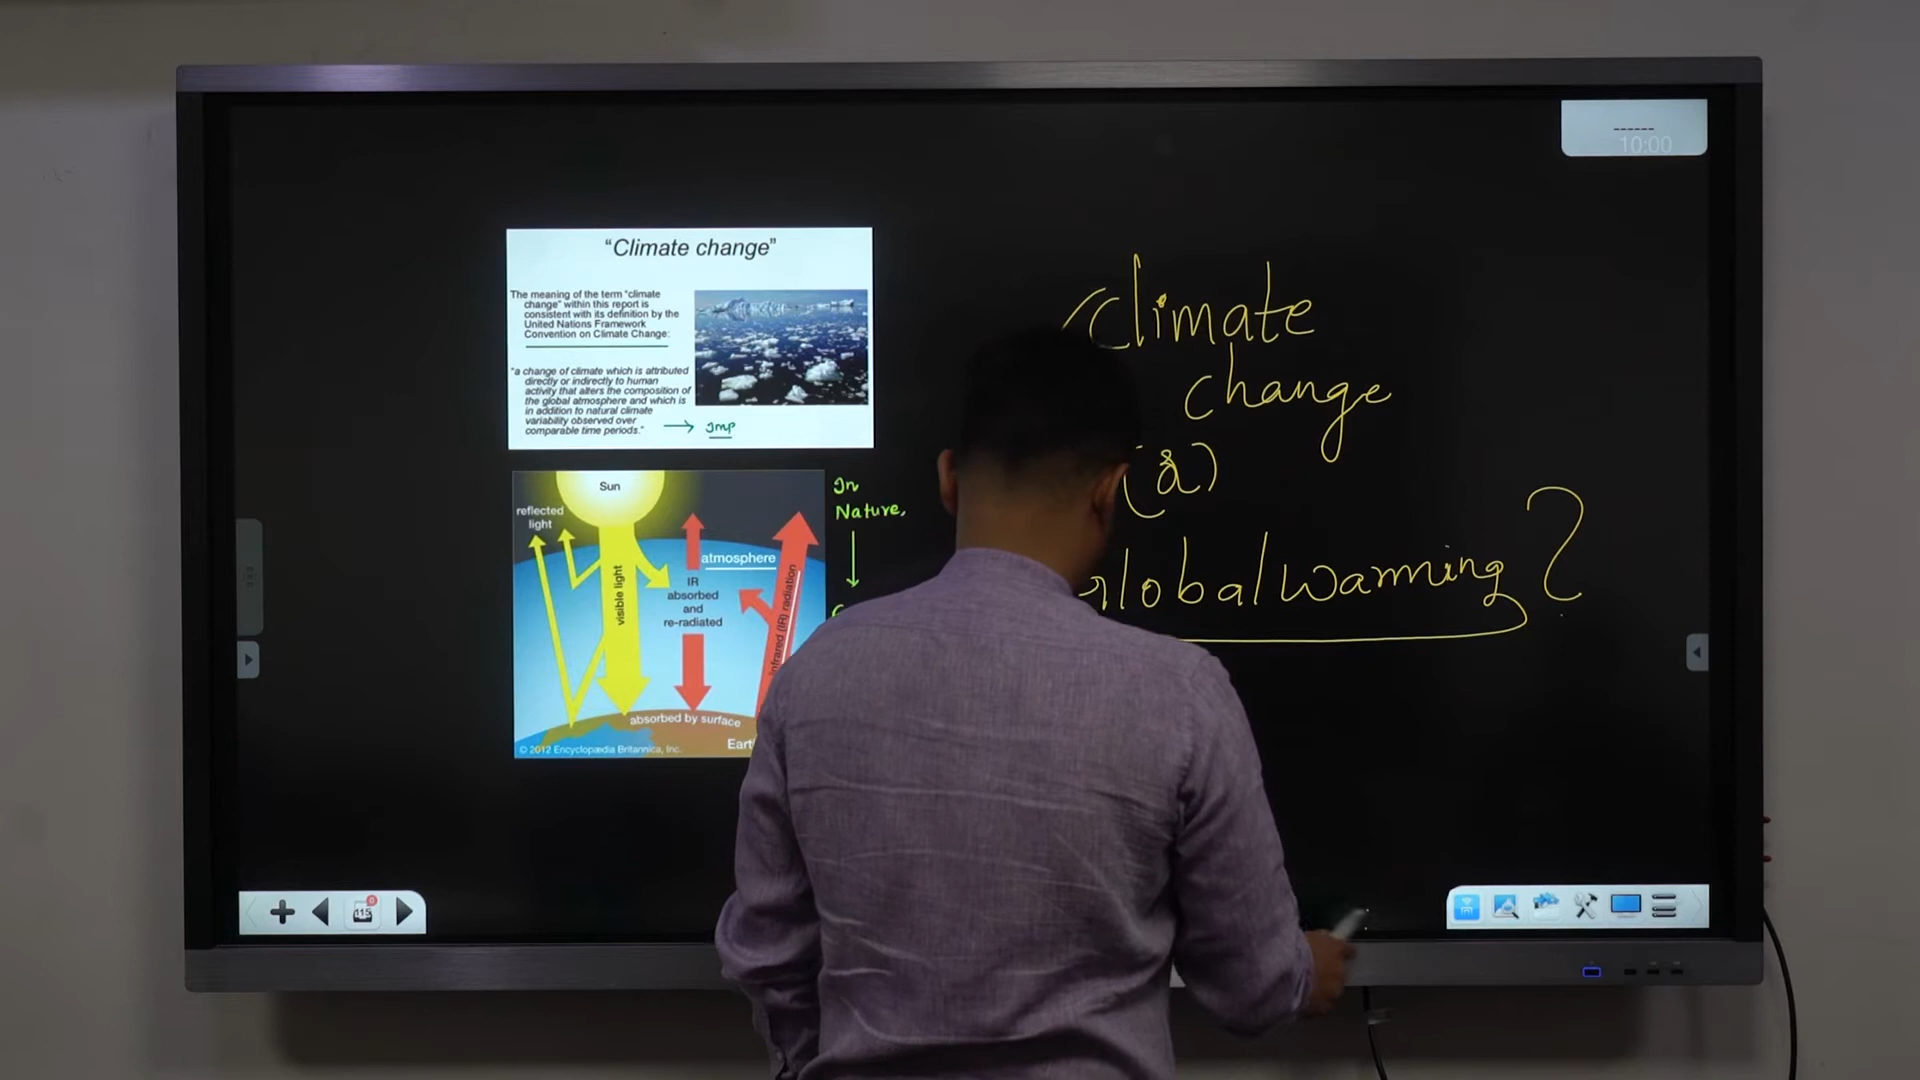 ------
10:00
“Climate change”
The meaning of the term “climate
change” within this report is
consistent with its definition by the
United Nations Framework
Convention on Climate Change:
“a change of climate which is attributed
directly or indirectly to human
activity that alters the composition of
the global atmosphere and which is
in addition to natural climate
variability observed over
comparable time periods.”
→ Imp
Sun
reflected
light
visible light
atmosphere
IR
absorbed
and
re-radiated
infrared (IR) radiation
absorbed by surface
© 2012 Encyclopædia Britannica, Inc.
In
Nature.
Climate
change
(&)
Global warming ?
115